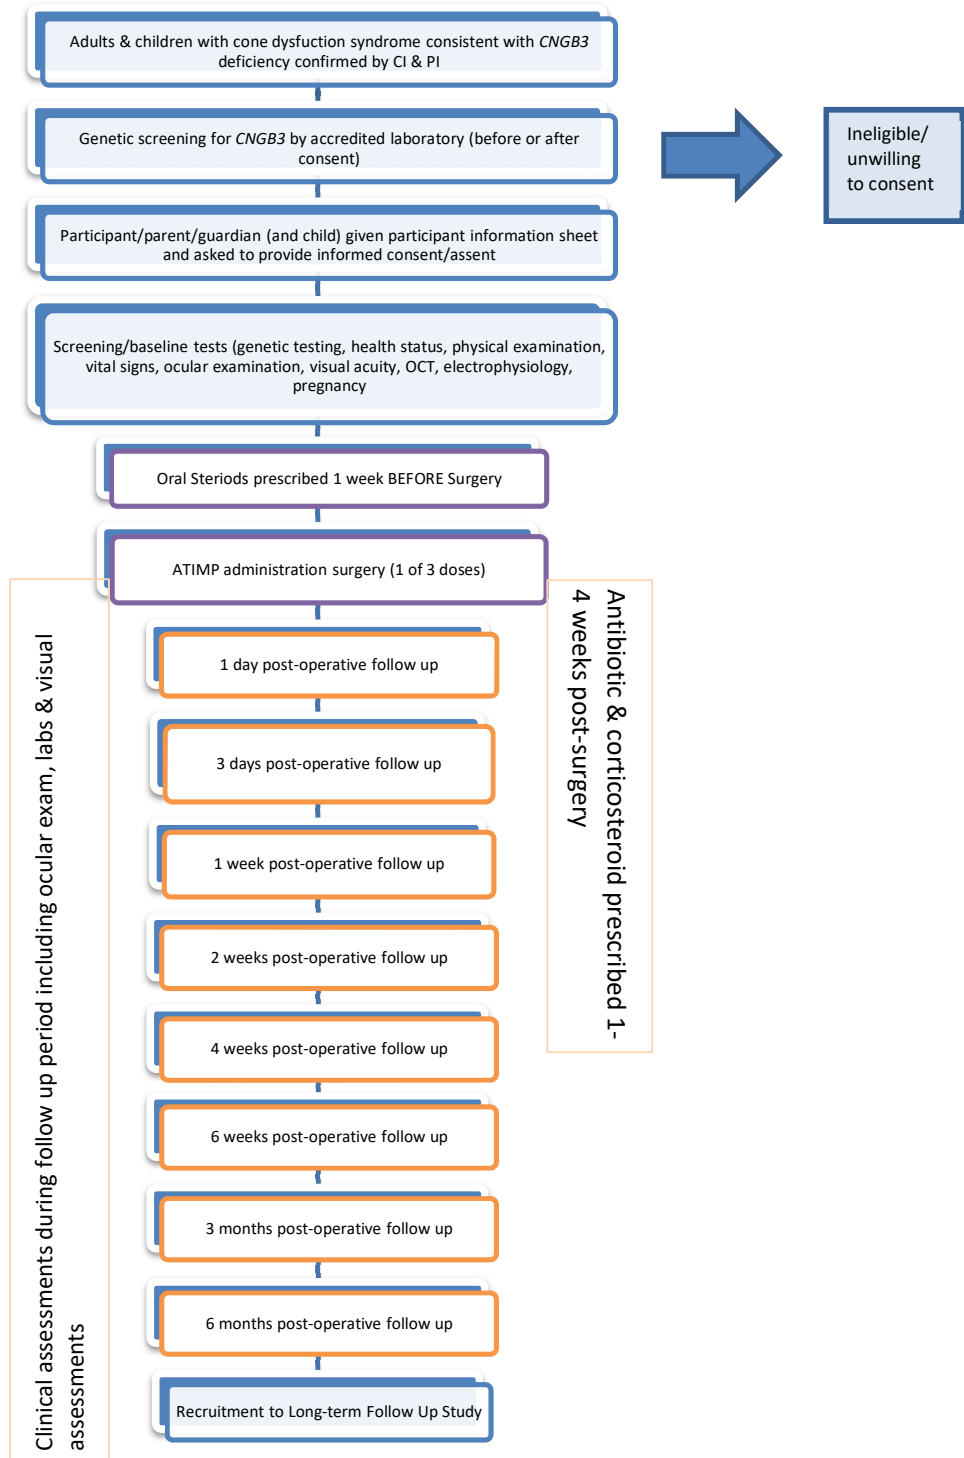 Adults & children with cone dysfuction syndrome consistent with CNGB3
deficiency confirmed by CI & PI
Genetic screening for CNGB3 by accredited laboratory (before or after
consent)
Ineligible/
unwilling
to consent
Participant/parent/guardian (and child) given participant information sheet
and asked to provide informed consent/assent
Screening/baseline tests (genetic testing, health status, physical examination,
vital signs, ocular examination, visual acuity, OCT, electrophysiology,
pregnancy
Oral Steriods prescribed 1 week BEFORE Surgery
ATIMP administration surgery (1 of 3 doses)
Clinical assessments during follow up period including ocular exam, labs & visual
assessments
Antibiotic & corticosteroid prescribed 1-
4 weeks post-surgery
1 day post-operative follow up
3 days post-operative follow up
1 week post-operative follow up
2 weeks post-operative follow up
4 weeks post-operative follow up
6 weeks post-operative follow up
3 months post-operative follow up
6 months post-operative follow up
Recruitment to Long-term Follow Up Study